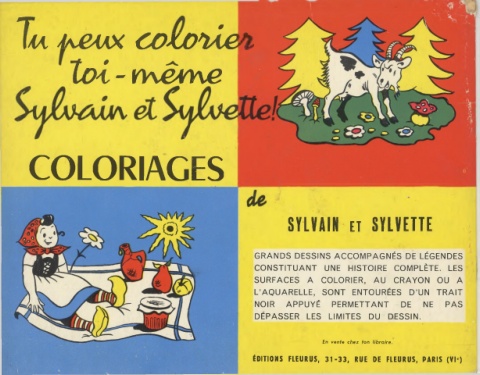 Tu peux colorier
toi-même
Sylvain et Sylvette!
COLORIAGES
de
SYLVAIN ET SYLVETTE
GRANDS DESSINS ACCOMPAGNÉS DE LÉGENDES
CONSTITUANT UNE HISTOIRE COMPLÈTE. LES
SURFACES A COLORIER, AU CRAYON OU A
L'AQUARELLE, SONT ENTOURÉES D'UN TRAIT
NOIR APPUYÉ PERMETTANT DE NE PAS
DÉPASSER LES LIMITES DU DESSIN.
En vente chez ton libraire.
ÉDITIONS FLEURUS, 31-33, RUE DE FLEURUS, PARIS (VIe)